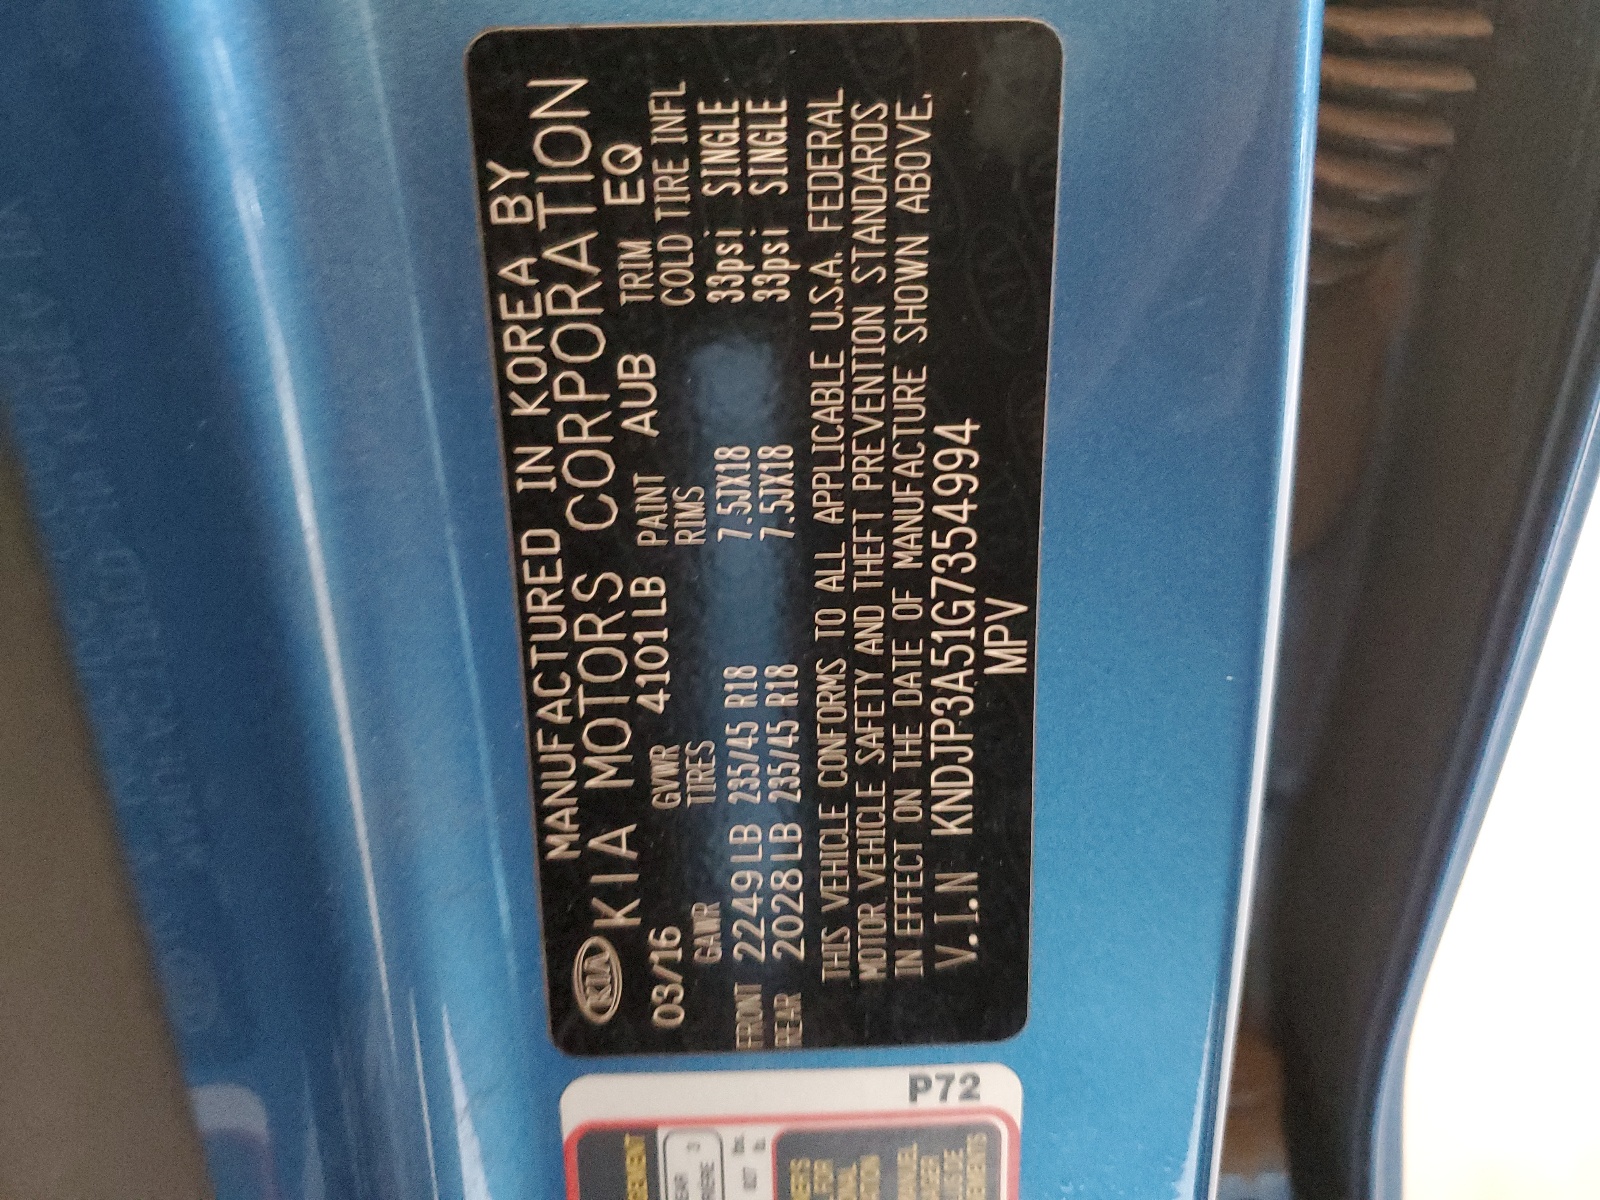 MANUFACTURED IN KOREA BY
KIA KIA MOTORS CORPORATION
03/16 GVWR 4101LB PAINT AUB TRIM EQ
GAWR TIRES RIMS COLD TIRE INFL
FRONT 2249LB 235/45 R18 7.5JX18 33psi SINGLE
REAR 2028LB 235/45 R18 7.5JX18 33psi SINGLE
THIS VEHICLE CONFORMS TO ALL APPLICABLE U.S.A. FEDERAL
MOTOR VEHICLE SAFETY AND THEFT PREVENTION STANDARDS
IN EFFECT ON THE DATE OF MANUFACTURE SHOWN ABOVE.
V.I.N KNDJP3A51G7354994
MPV
P72